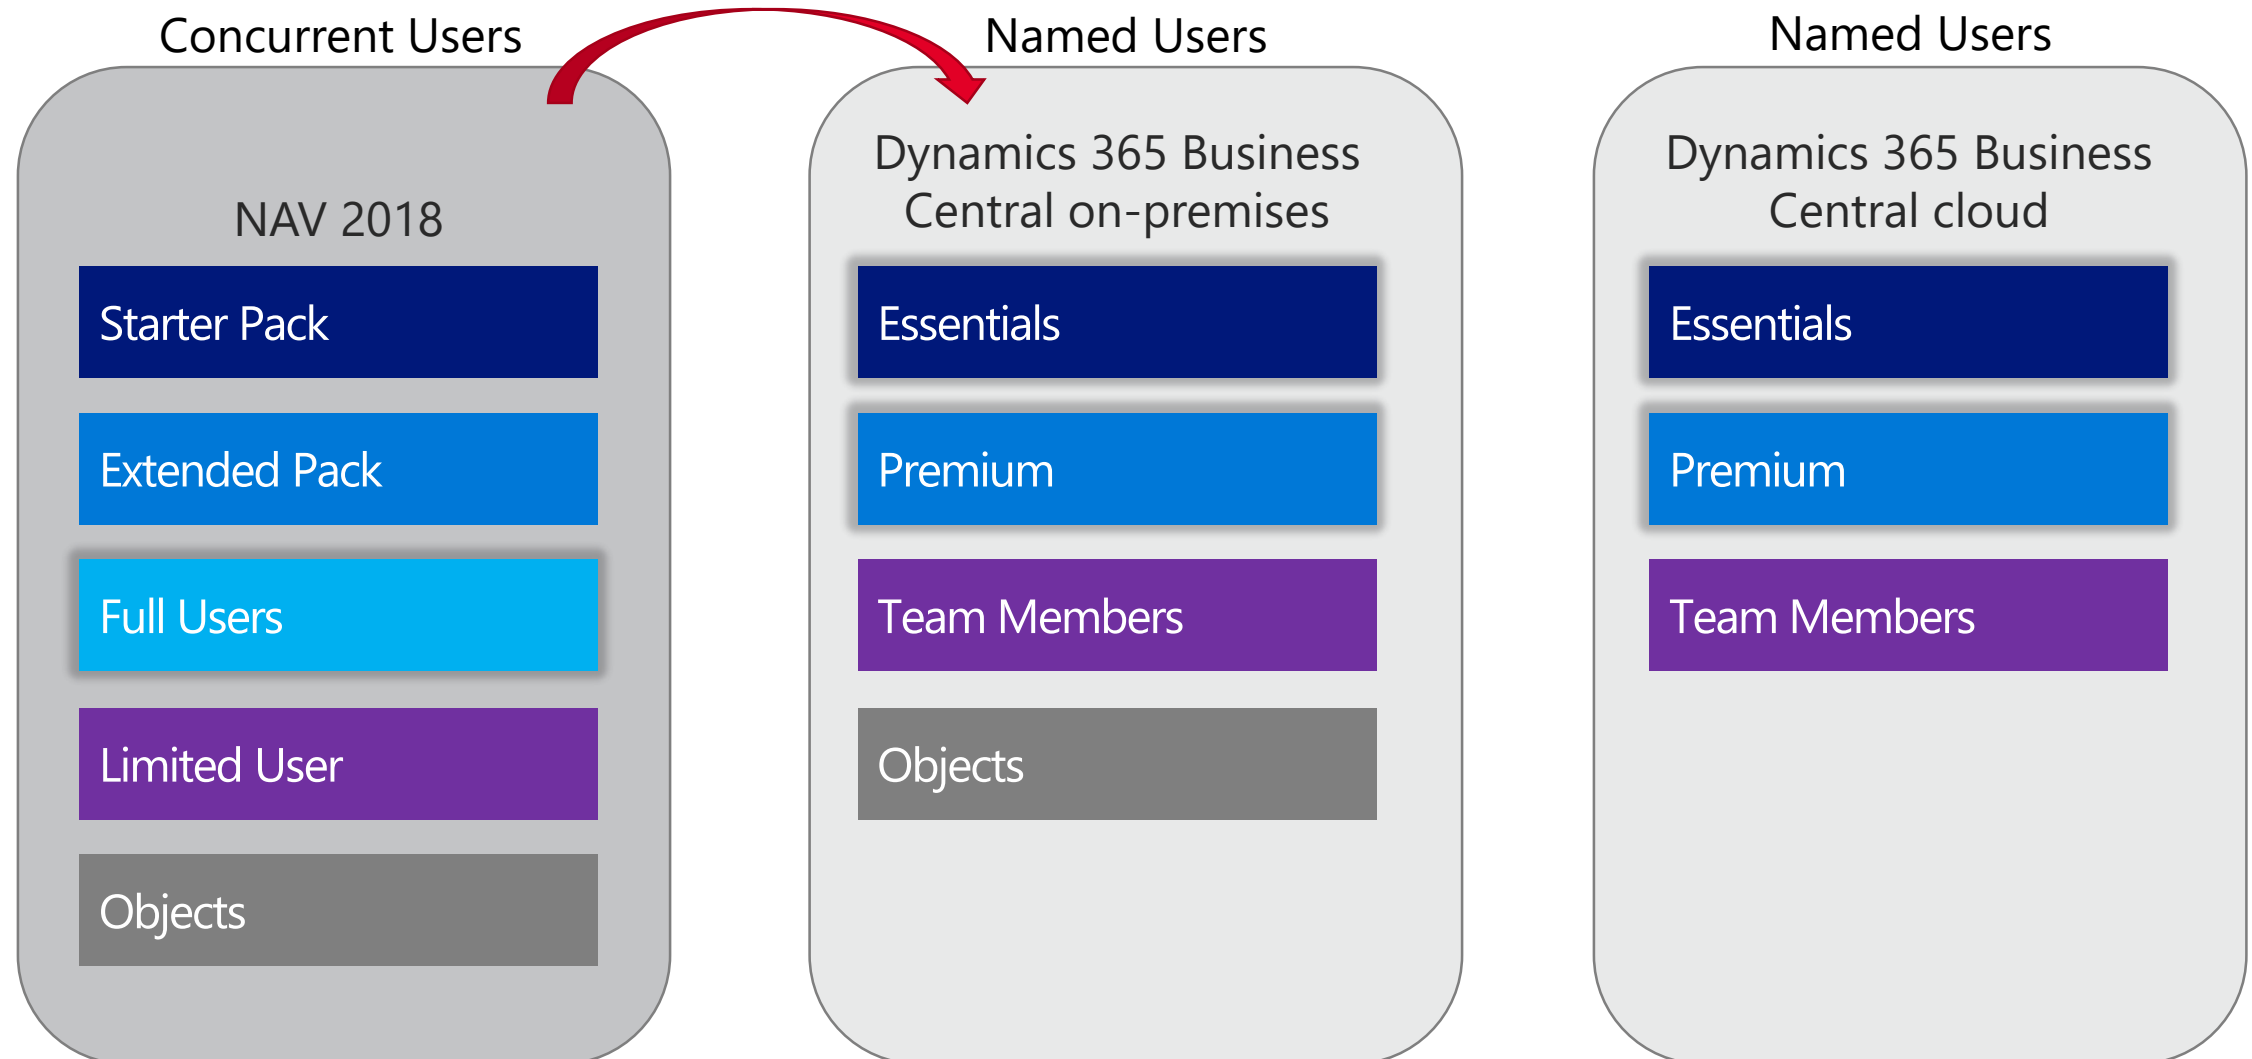 Concurrent Users
NAV 2018
Starter Pack
Extended Pack
Full Users
Limited User
Objects
Named Users
Dynamics 365 Business
Central on-premises
Essentials
Premium
Team Members
Objects
Named Users
Dynamics 365 Business
Central cloud
Essentials
Premium
Team Members